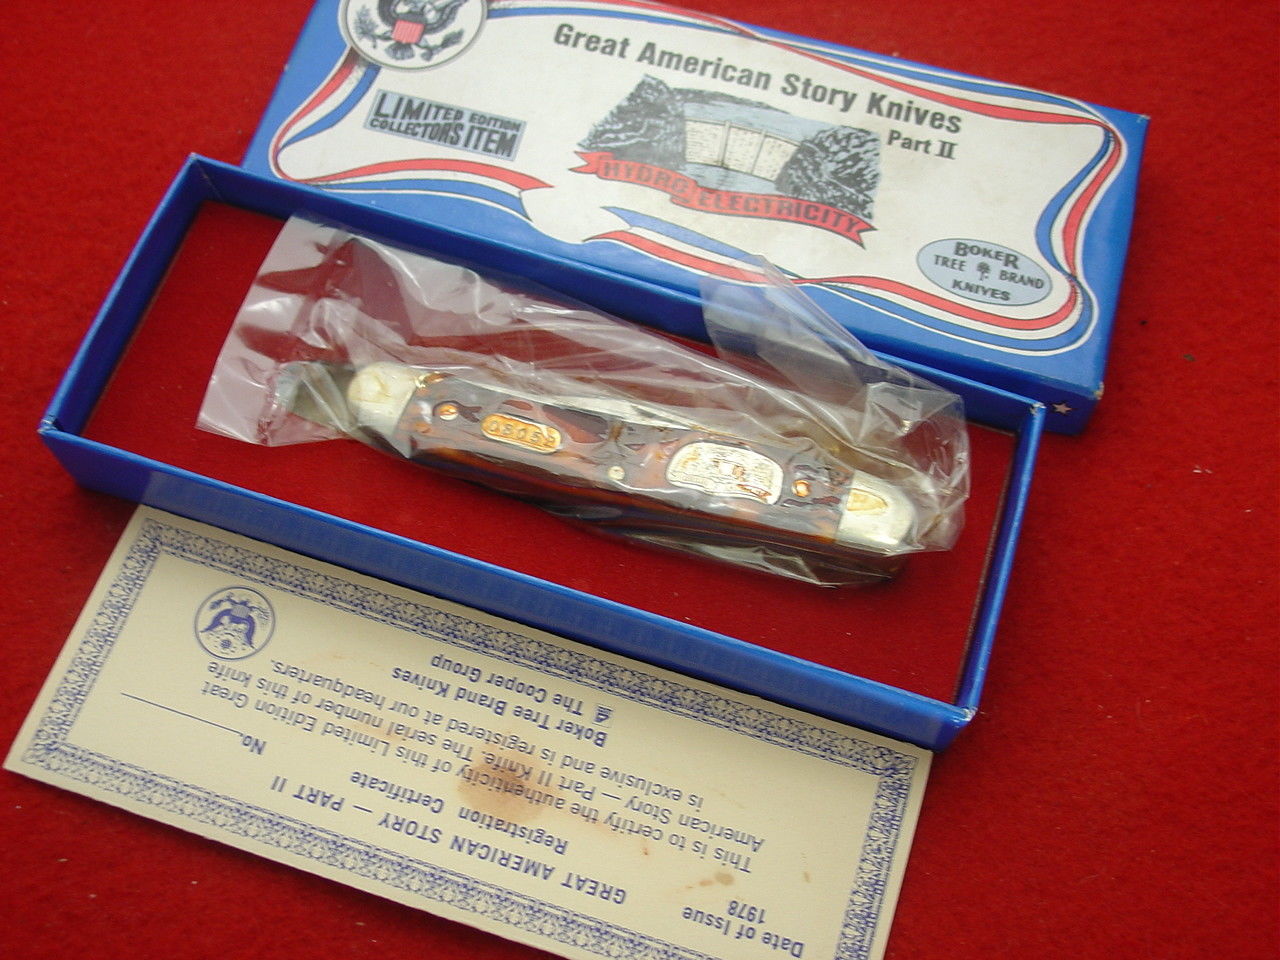 Great American Story Knives
Part II
LIMITED EDITION
COLLECTORS ITEM
HYDRO ELECTRICITY
BOKER
TREE BRAND
KNIVES
Date of Issue
1978
GREAT AMERICAN STORY — PART II
Registration Certificate
No.
This is to certify the authenticity of this Limited Edition Great
American Story — Part II Knife. The serial number of this knife
is exclusive and is registered at our headquarters.
Boker Tree Brand Knives
The Cooper Group